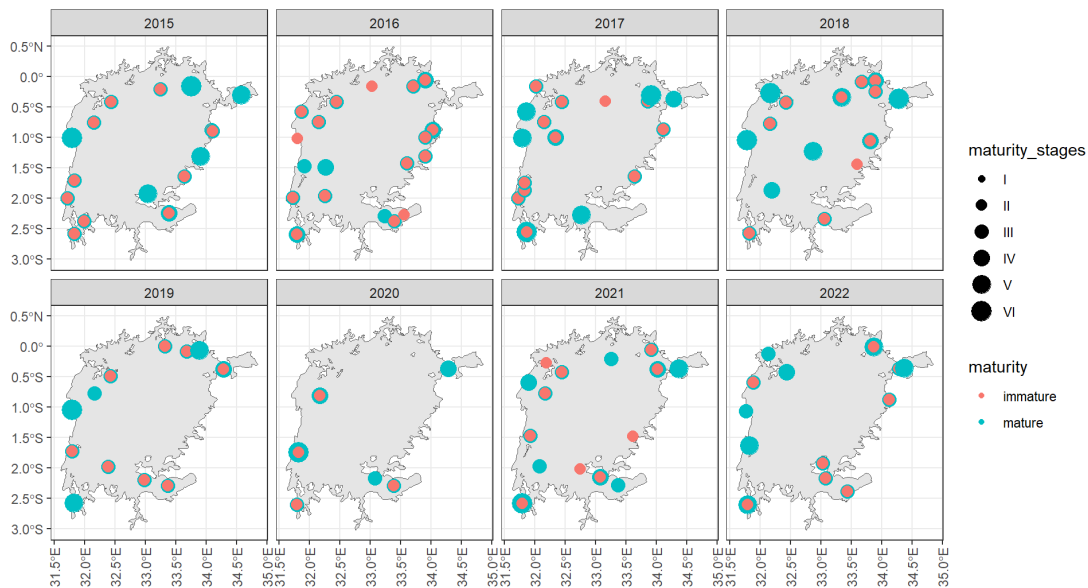 2015 2016 2017 2018
0.5°N
0.0°
0.5°S
1.0°S
1.5°S
2.0°S
2.5°S
3.0°S
2019 2020 2021 2022
0.5°N
0.0°
0.5°S
1.0°S
1.5°S
2.0°S
2.5°S
3.0°S
31.5°E 32.0°E 32.5°E 33.0°E 33.5°E 34.0°E 34.5°E 35.0°E 31.5°E 32.0°E 32.5°E 33.0°E 33.5°E 34.0°E 34.5°E 35.0°E 31.5°E 32.0°E 32.5°E 33.0°E 33.5°E 34.0°E 34.5°E 35.0°E 31.5°E 32.0°E 32.5°E 33.0°E 33.5°E 34.0°E 34.5°E 35.0°E
maturity_stages
I
II
III
IV
V
VI
maturity
immature
mature